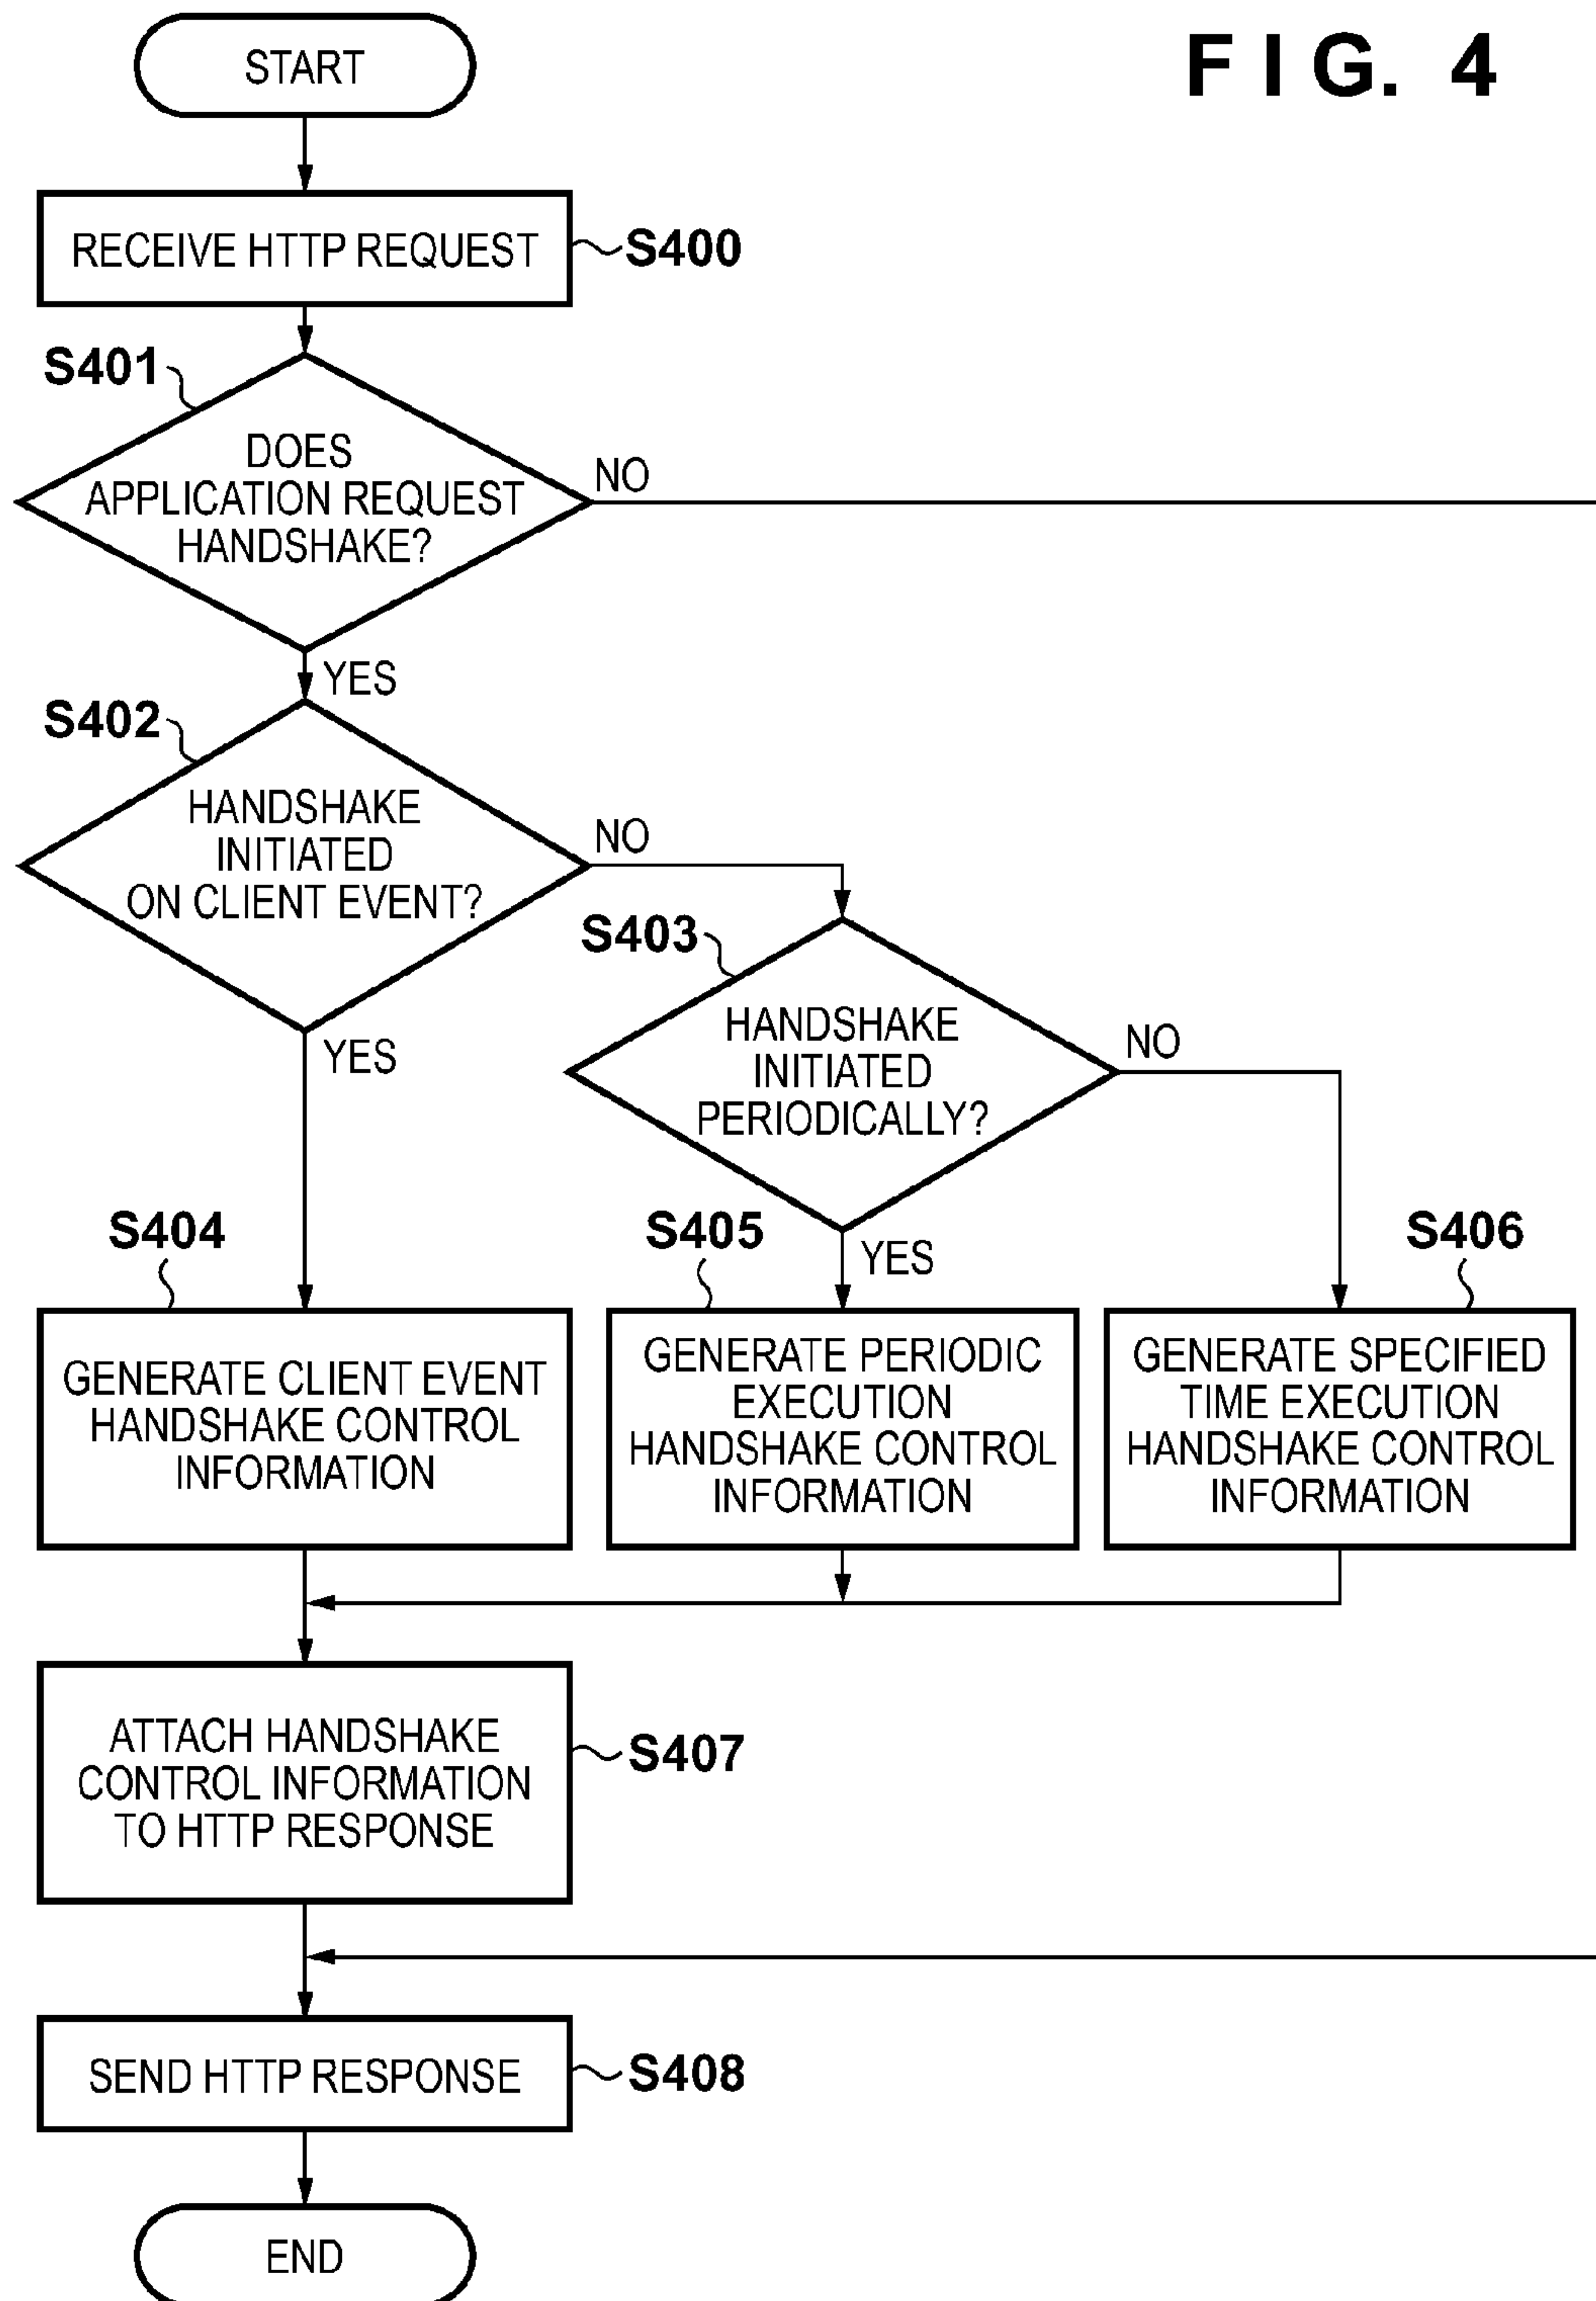 FIG. 4
START
RECEIVE HTTP REQUEST
S400
S401
DOES
APPLICATION REQUEST
HANDSHAKE?
NO
YES
S402
HANDSHAKE
INITIATED
ON CLIENT EVENT?
NO
YES
S403
HANDSHAKE
INITIATED
PERIODICALLY?
NO
YES
S404
GENERATE CLIENT EVENT
HANDSHAKE CONTROL
INFORMATION
S405
GENERATE PERIODIC
EXECUTION
HANDSHAKE CONTROL
INFORMATION
S406
GENERATE SPECIFIED
TIME EXECUTION
HANDSHAKE CONTROL
INFORMATION
ATTACH HANDSHAKE
CONTROL INFORMATION
TO HTTP RESPONSE
S407
SEND HTTP RESPONSE
S408
END